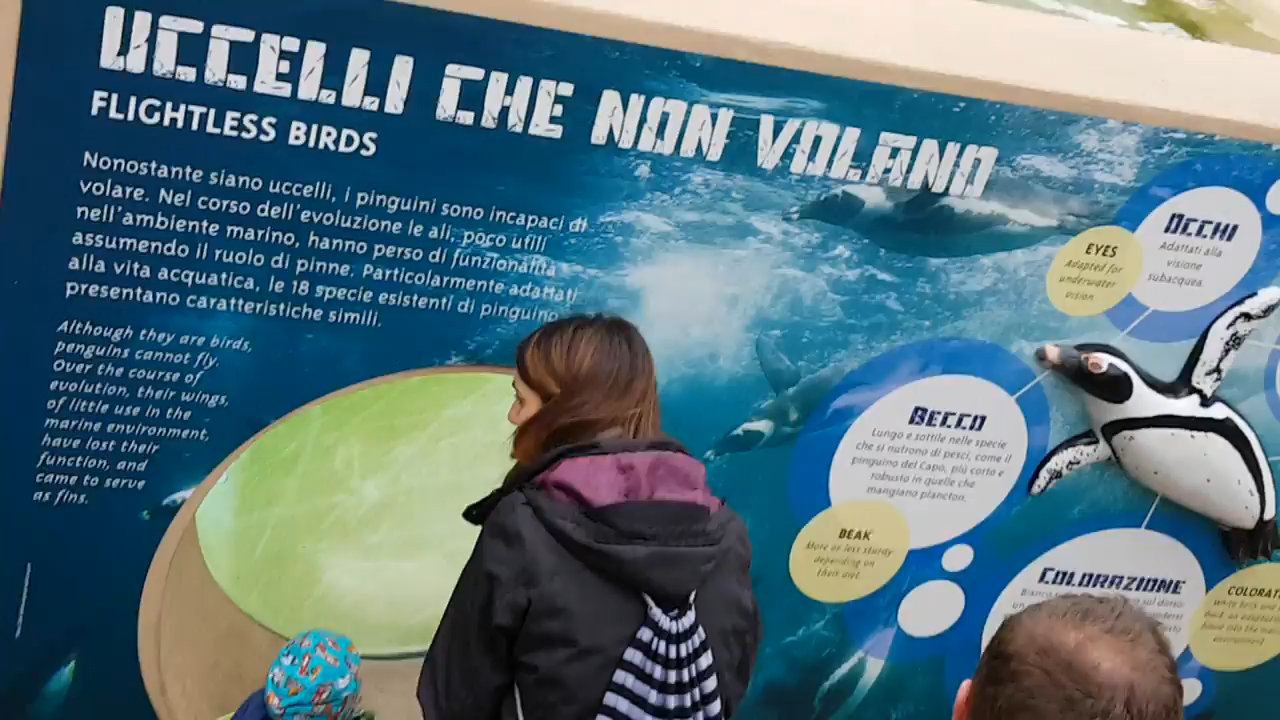 UCCELLI CHE NON VOLANO
FLIGHTLESS BIRDS
Nonostante siano uccelli, i pinguini sono incapaci di
volare. Nel corso dell'evoluzione le ali, poco utili
nell'ambiente marino, hanno perso di funzionalità
assumendo il ruolo di pinne. Particolarmente adattati
alla vita acquatica, le 18 specie esistenti di pinguino
presentano caratteristiche simili.
Although they are birds,
penguins cannot fly.
Over the course of
evolution, their wings,
of little use in the
marine environment,
have lost their
function, and
came to serve
as fins.
OCCHI
Adattati alla
visione
subacquea.
EYES
Adapted for
underwater
vision.
BECCO
Lungo e sottile nelle specie
che si nutrono di pesci, come il
pinguino del Capo, più corto e
robusto in quelle che
mangiano plancton.
BEAK
More or less sturdy
depending on
their diet.
COLORAZIONE
Bianco sul dorso:
COLORAT